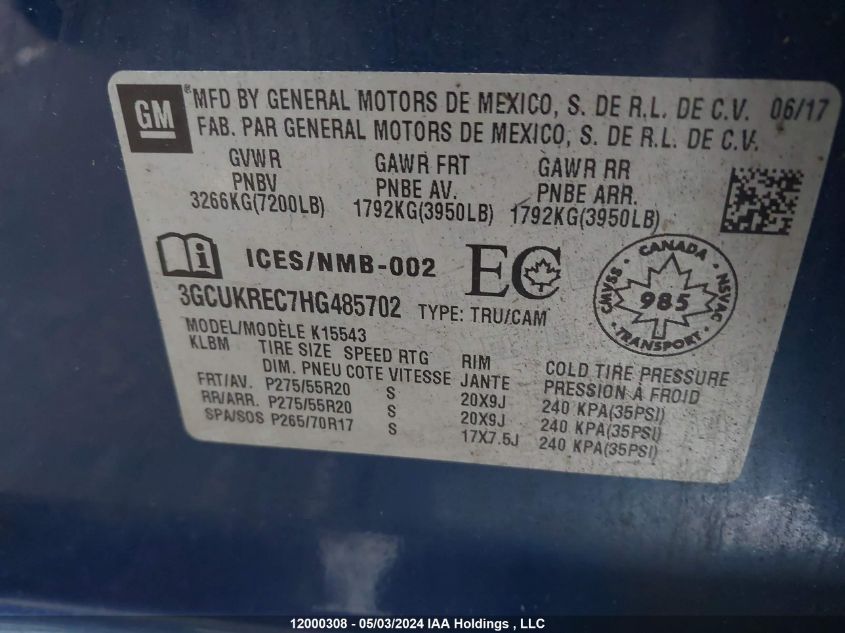 GM
® MFD BY GENERAL MOTORS DE MEXICO, S. DE R.L. DE C.V. 06/17
FAB. PAR GENERAL MOTORS DE MEXICO, S. DE R.L. DE C.V.
GVWR GAWR FRT GAWR RR
PNBV PNBE AV. PNBE ARR.
3266KG(7200LB) 1792KG(3950LB) 1792KG(3950LB)
i ICES/NMB-002 EC
CANADA CMVSS 985 NSVAC TRANSPORT
3GCUKREC7HG485702 TYPE: TRU/CAM
MODEL/MODÈLE K15543
KLBM TIRE SIZE SPEED RTG RIM COLD TIRE PRESSURE
DIM. PNEU COTE VITESSE JANTE PRESSION À FROID
FRT/AV. P275/55R20 S 20X9J 240 KPA(35PSI)
RR/ARR. P275/55R20 S 20X9J 240 KPA(35PSI)
SPA/SOS P265/70R17 S 17X7.5J 240 KPA(35PSI)
12000308 - 05/03/2024 IAA Holdings , LLC